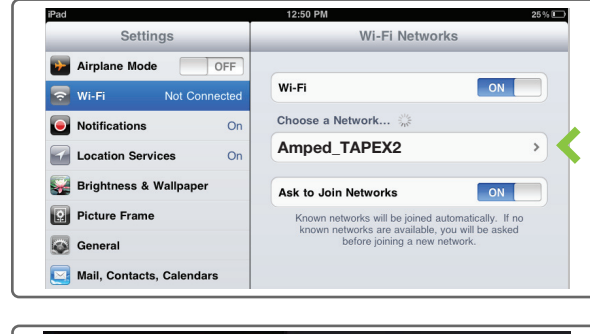 iPad 12:50 PM 25%
Settings
Wi-Fi Networks
Airplane Mode OFF
Wi-Fi Not Connected
Notifications On
Location Services On
Brightness & Wallpaper
Picture Frame
General
Mail, Contacts, Calendars
Wi-Fi ON
Choose a Network...
Amped_TAPEX2
Ask to Join Networks ON
Known networks will be joined automatically. If no
known networks are available, you will be asked
before joining a new network.